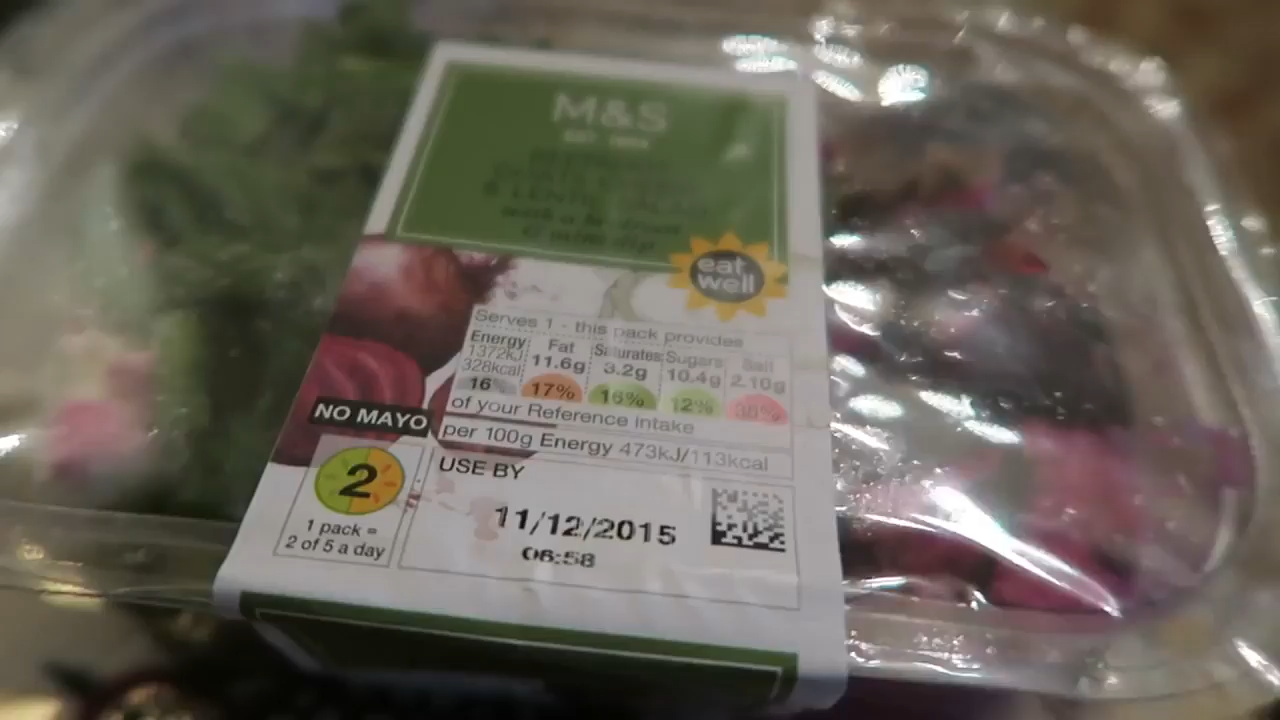 M&S
& LENTIL SALAD
eat
well
Serves 1 - this pack provides
Energy Fat Saturates Sugars Salt
1372kJ 11.6g 3.2g 10.4g 2.10g
328kcal
16% 17% 16% 12%
of your Reference intake
per 100g Energy 473kJ/113kcal
NO MAYO
2
1 pack =
2 of 5 a day
USE BY
11/12/2015
06:58